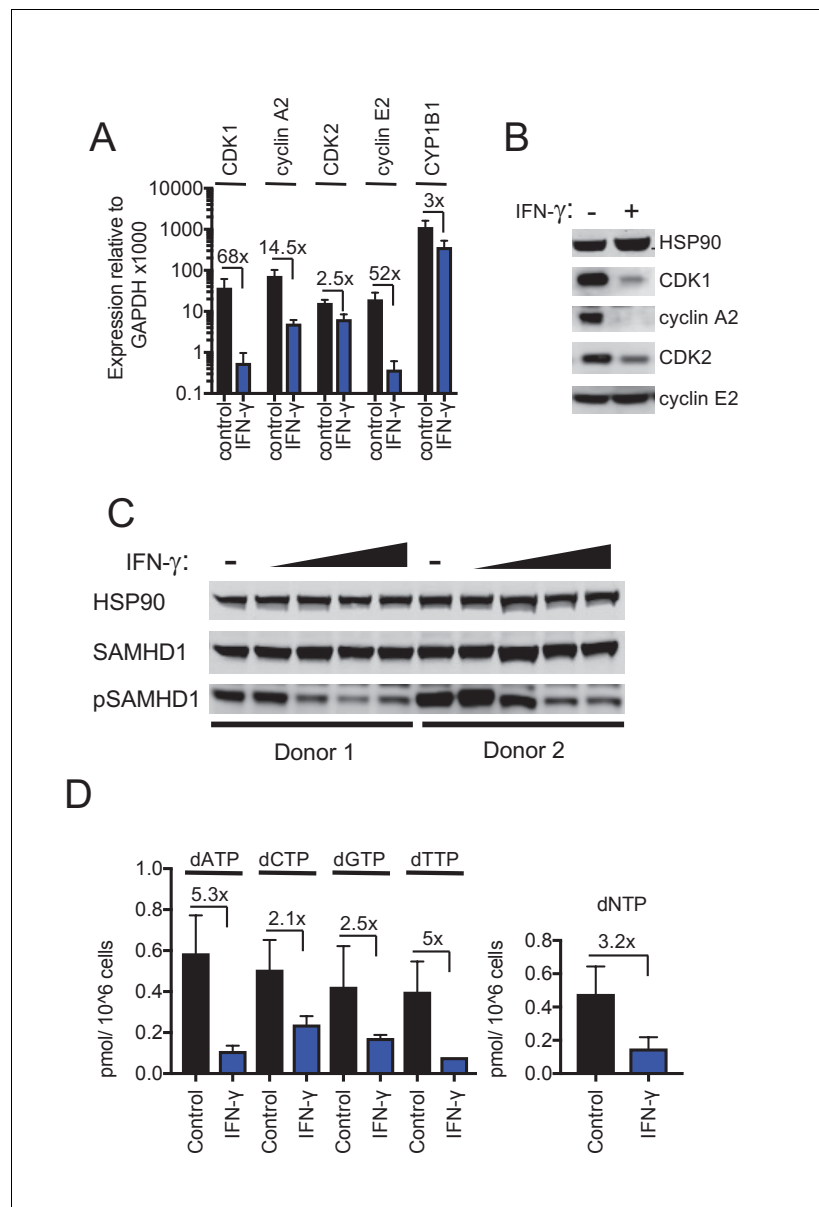 A
CDK1
cyclin A2
CDK2
cyclin E2
CYP1B1
Expression relative to
GAPDH x1000
10000
1000
100
10
1
0.1
68x
14.5x
2.5x
52x
3x
control
IFN-γ
control
IFN-γ
control
IFN-γ
control
IFN-γ
control
IFN-γ
B
IFN-γ: - +
HSP90
CDK1
cyclin A2
CDK2
cyclin E2
C
IFN-γ: - -
HSP90
SAMHD1
pSAMHD1
Donor 1 Donor 2
D
dATP dCTP dGTP dTTP
pmol/ 10^6 cells
1.0
0.8
0.6
0.4
0.2
0.0
5.3x
2.1x
2.5x
5x
Control
IFN-γ
Control
IFN-γ
Control
IFN-γ
Control
IFN-γ
dNTP
pmol/ 10^6 cells
0.8
0.6
0.4
0.2
0.0
3.2x
Control
IFN-γ